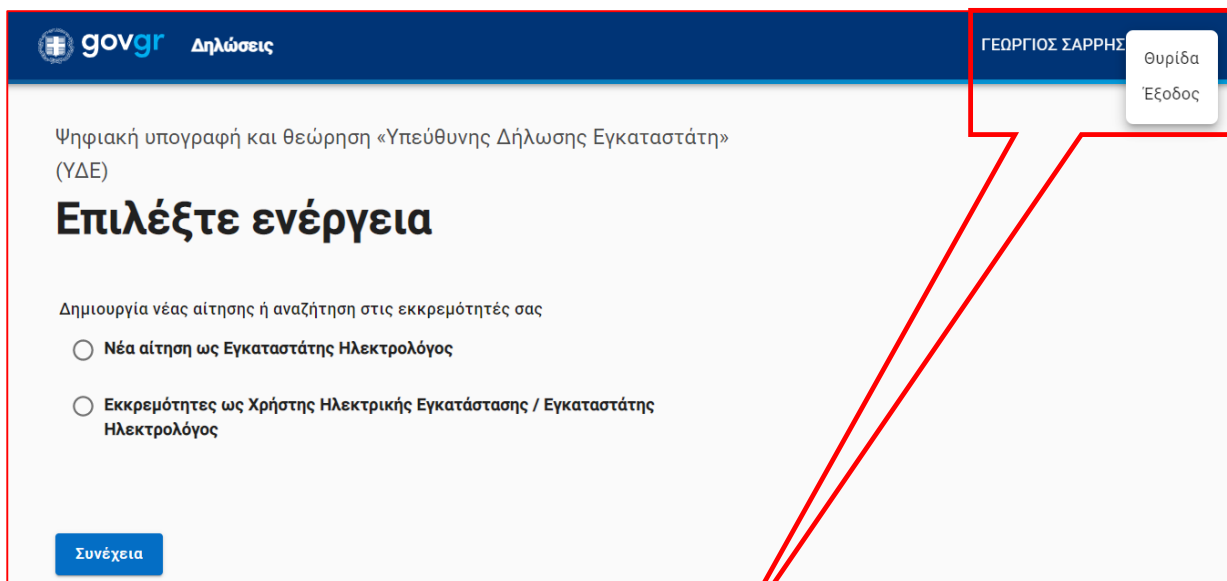 govgr Δηλώσεις ΓΕΩΡΓΙΟΣ ΣΑΡΡΗΣ
Θυρίδα
Έξοδος
Ψηφιακή υπογραφή και θεώρηση «Υπεύθυνης Δήλωσης Εγκαταστάτη»
(ΥΔΕ)
Επιλέξτε ενέργεια
Δημιουργία νέας αίτησης ή αναζήτηση στις εκκρεμότητές σας
Νέα αίτηση ως Εγκαταστάτης Ηλεκτρολόγος
Εκκρεμότητες ως Χρήστης Ηλεκτρικής Εγκατάστασης / Εγκαταστάτης
Ηλεκτρολόγος
Συνέχεια